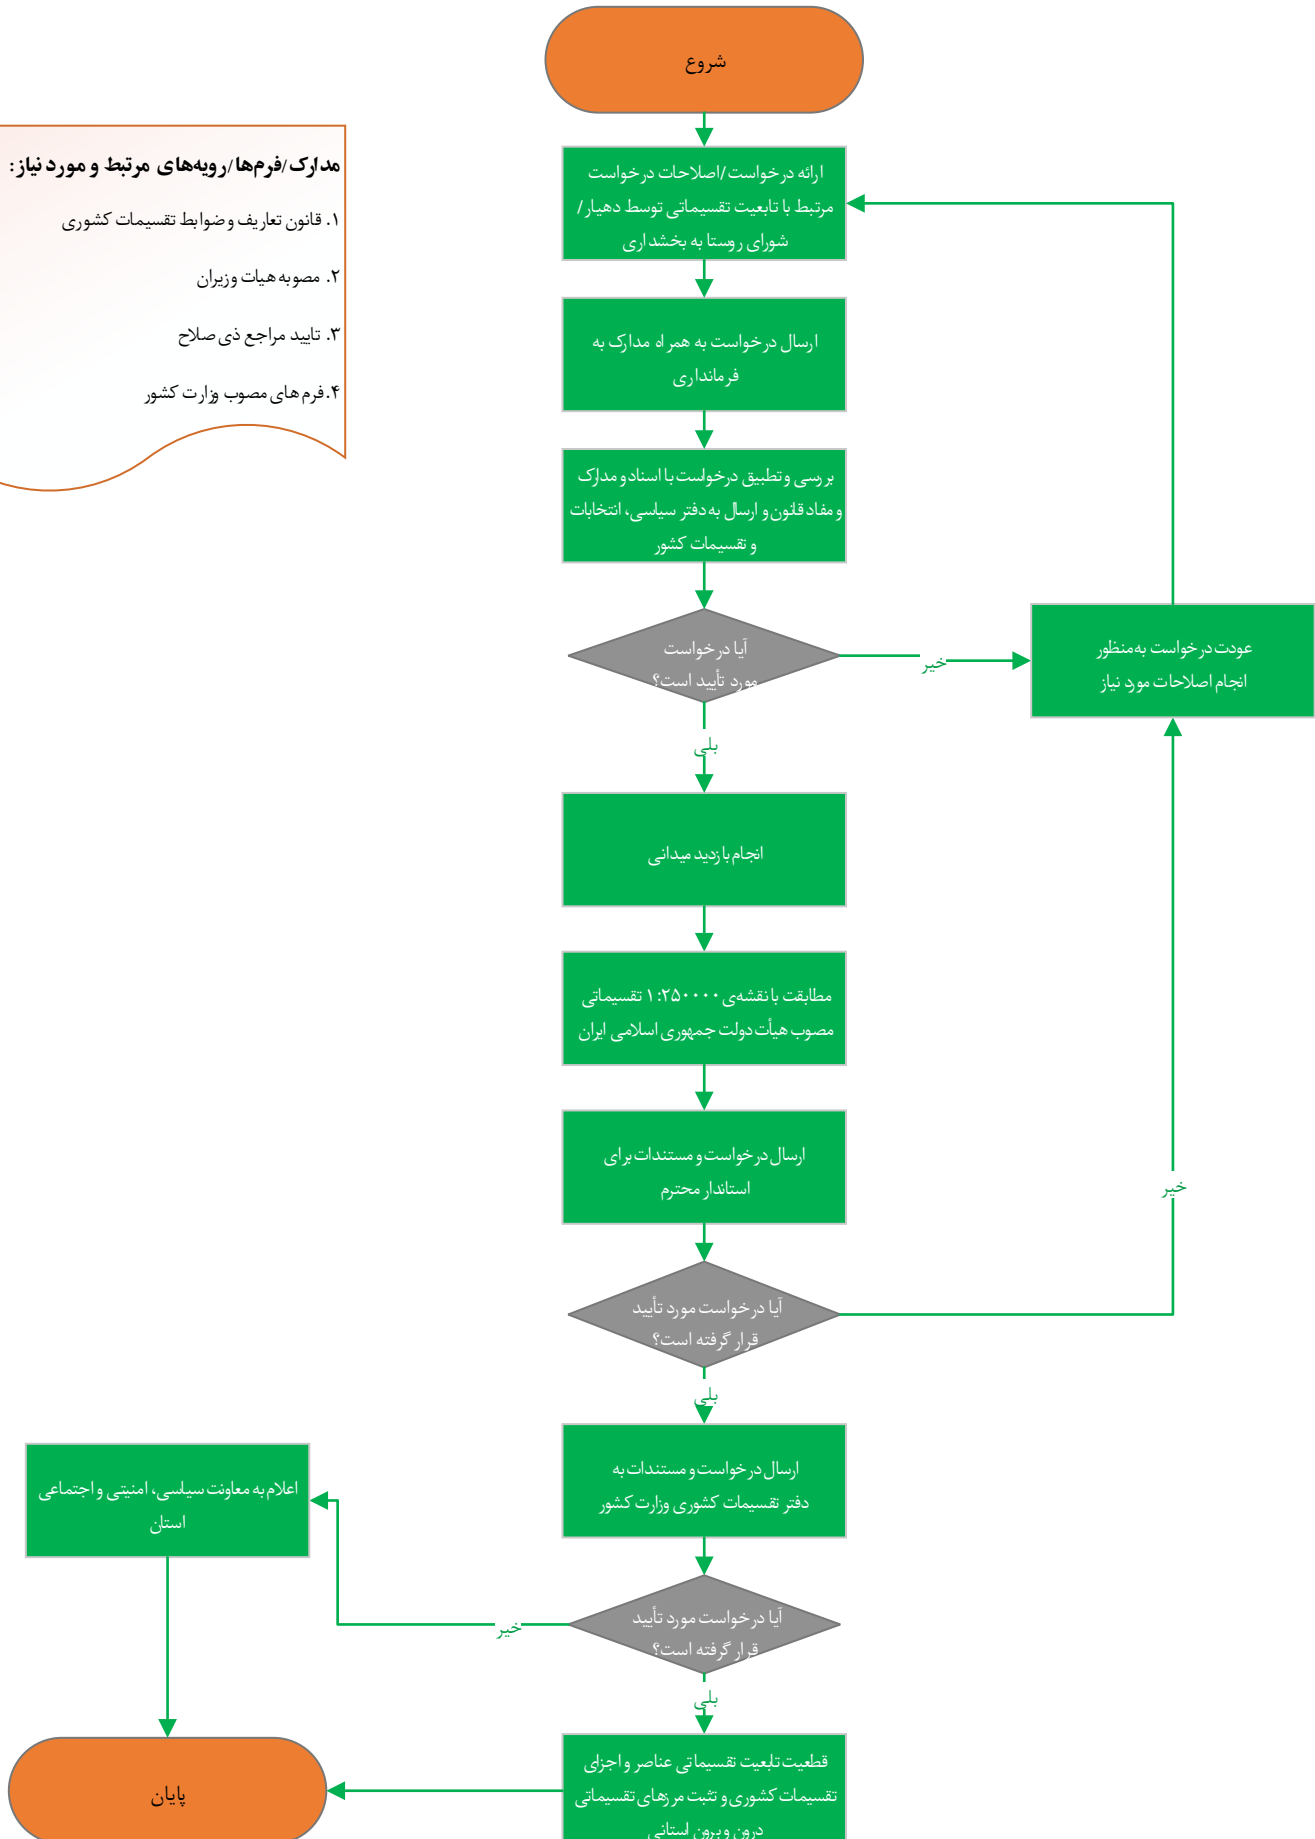 شروع
مدارک/فرم‌ها/رویه‌های مرتبط و مورد نیاز:
۱. قانون تعاریف و ضوابط تقسیمات کشوری
۲. مصوبه هیات وزیران
۳. تایید مراجع ذی صلاح
۴.فرم های مصوب وزارت کشور
ارائه درخواست/اصلاحات درخواست
مرتبط با تابعیت تقسیماتی توسط دهیار/
شورای روستا به بخشداری
ارسال درخواست به همراه مدارک به
فرمانداری
بررسی و تطبیق درخواست با اسناد و مدارک
و مفاد قانون و ارسال به دفتر سیاسی، انتخابات
و تقسیمات کشور
آیا درخواست
مورد تأیید است؟
خیر
عودت درخواست به‌منظور
انجام اصلاحات مورد نیاز
بلی
انجام بازدید میدانی
مطابقت با نقشه‌ی ۱:۲۵۰۰۰۰ تقسیماتی
مصوب هیأت دولت جمهوری اسلامی ایران
ارسال درخواست و مستندات برای
استاندار محترم
خیر
آیا درخواست مورد تأیید
قرار گرفته است؟
بلی
ارسال درخواست و مستندات به
دفتر تقسیمات کشوری وزارت کشور
اعلام به معاونت سیاسی، امنیتی و اجتماعی
استان
آیا درخواست مورد تأیید
قرار گرفته است؟
خیر
بلی
قطعیت تابعیت تقسیماتی عناصر و اجزای
تقسیمات کشوری و تثبت مرزهای تقسیماتی
درون و برون استانی
پایان